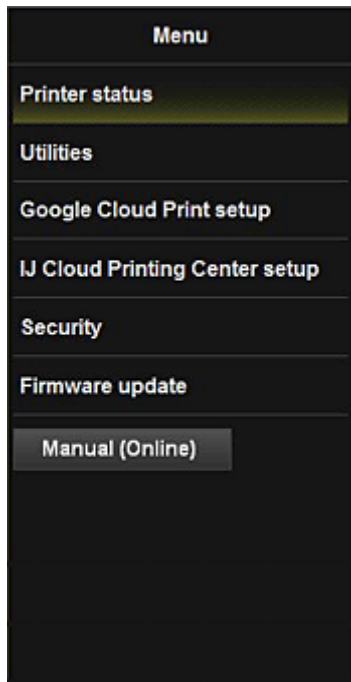 Menu
Printer status
Utilities
Google Cloud Print setup
IJ Cloud Printing Center setup
Security
Firmware update
Manual (Online)